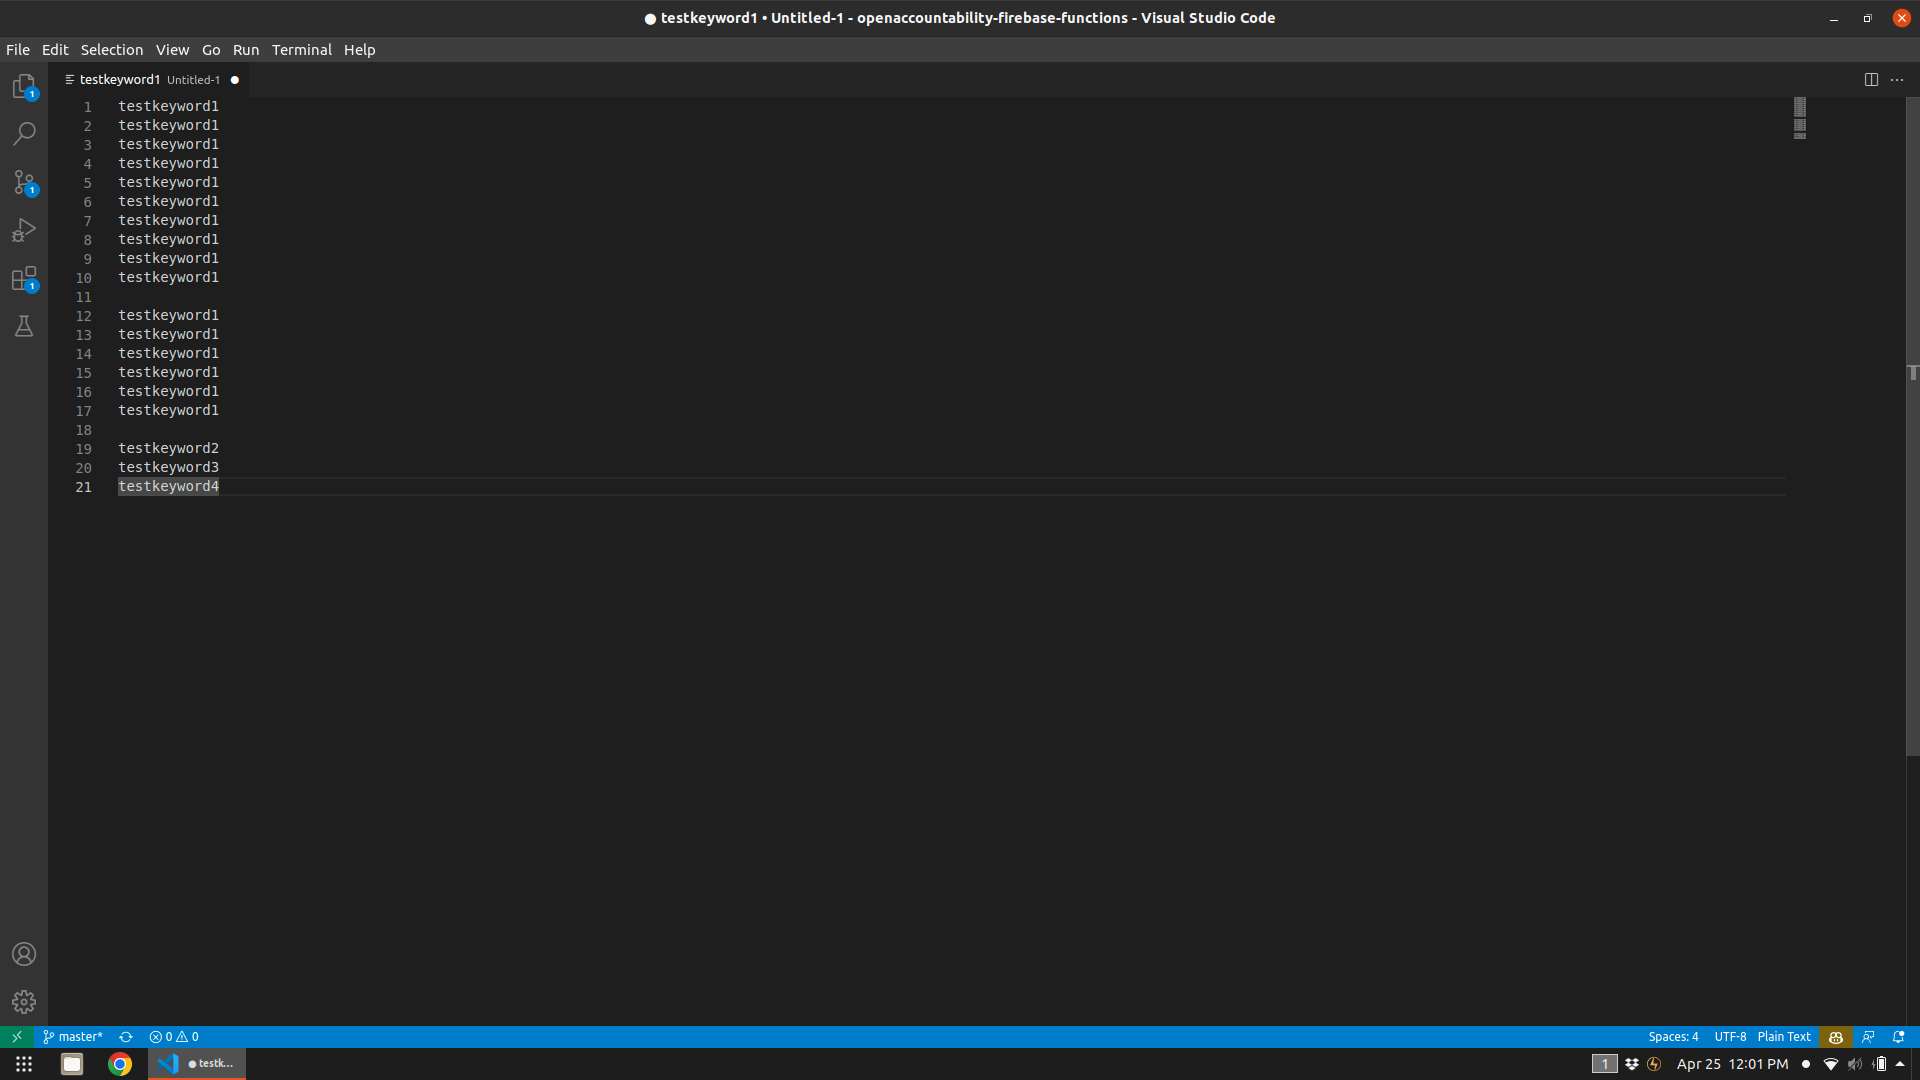 ● testkeyword1 • Untitled-1 - openaccountability-firebase-functions - Visual Studio Code
File Edit Selection View Go Run Terminal Help
testkeyword1 Untitled-1 ●
1 testkeyword1
2 testkeyword1
3 testkeyword1
4 testkeyword1
5 testkeyword1
6 testkeyword1
7 testkeyword1
8 testkeyword1
9 testkeyword1
10 testkeyword1
11
12 testkeyword1
13 testkeyword1
14 testkeyword1
15 testkeyword1
16 testkeyword1
17 testkeyword1
18
19 testkeyword2
20 testkeyword3
21 testkeyword4
1
1
1
master* 0 0 Spaces: 4 UTF-8 Plain Text
● testk... 1 Apr 25 12:01 PM